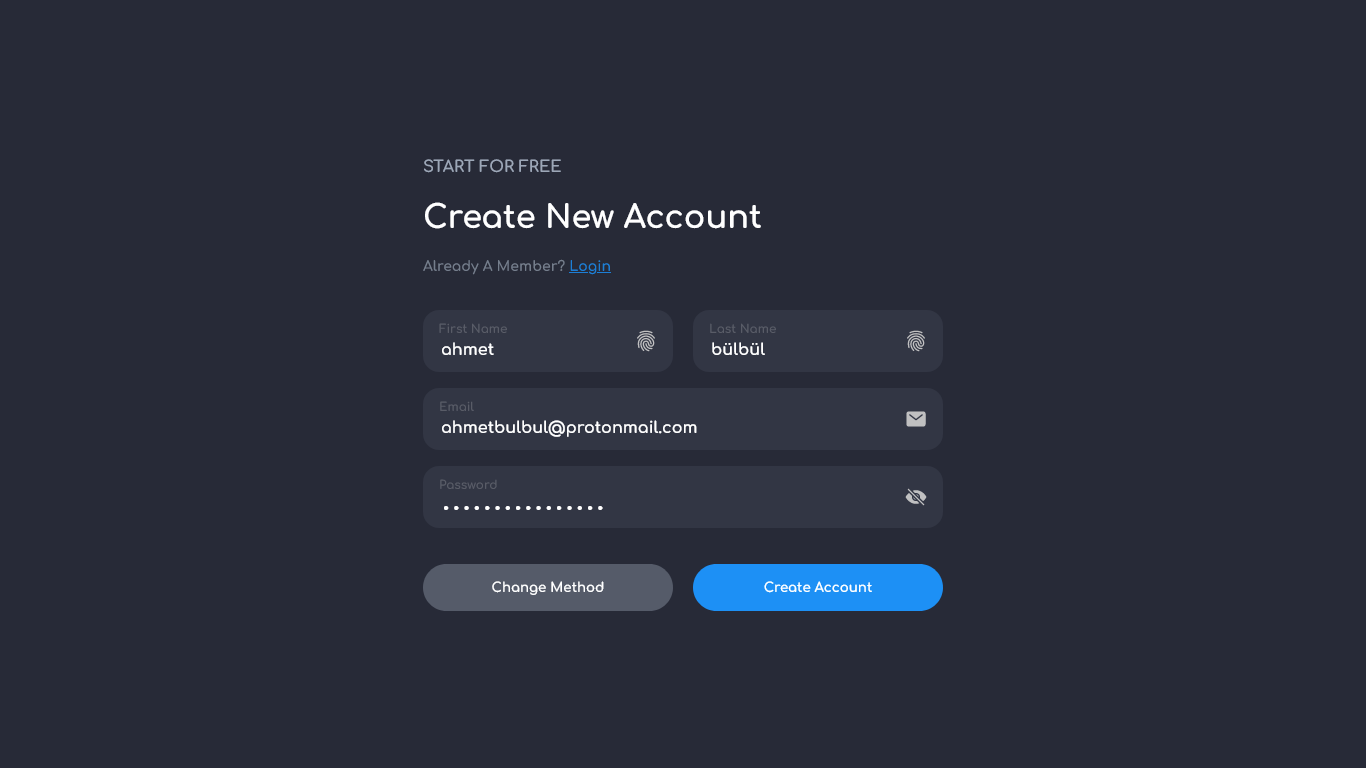 START FOR FREE
Create New Account
Already A Member? Login
First Name
ahmet
Last Name
bülbül
Email
ahmetbulbul@protonmail.com
Password
••••••••••••••••
Change Method
Create Account